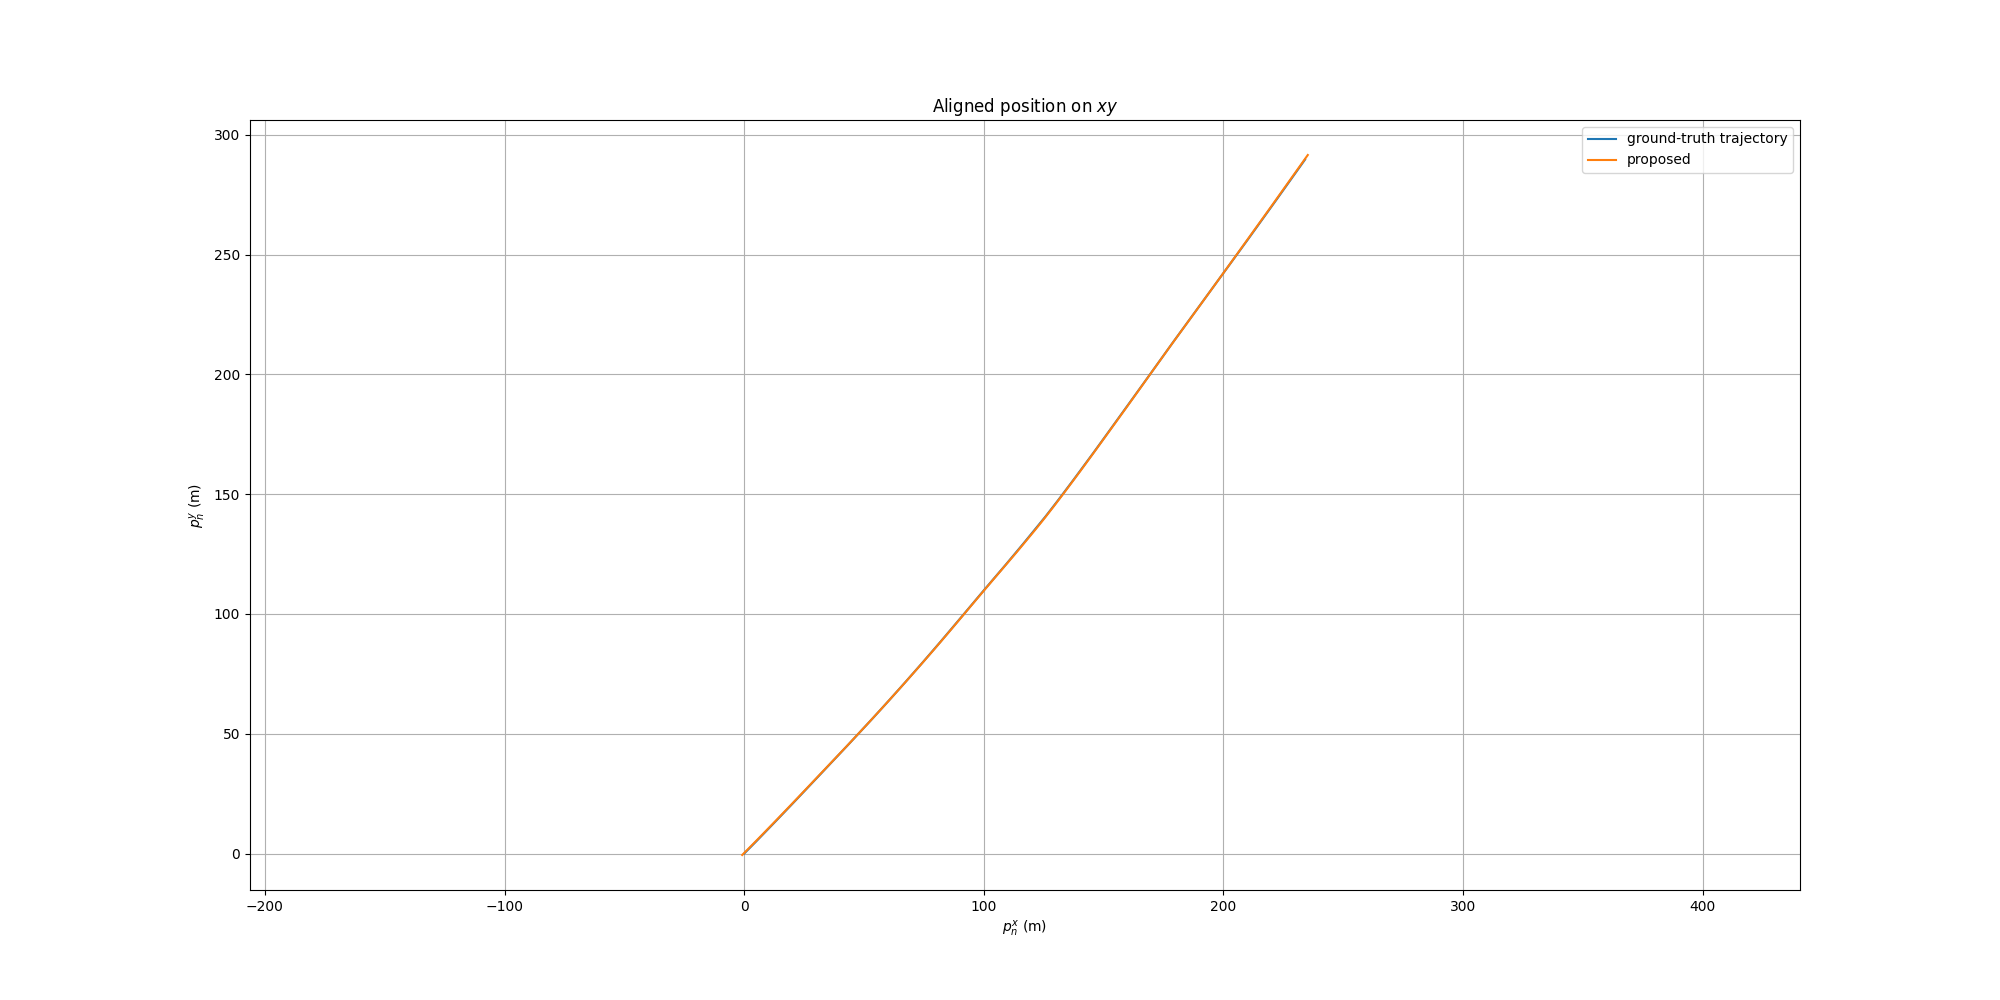 Aligned position on xy
ground-truth trajectory
proposed
300
250
200
150
100
50
0
p_n^y (m)
−200 −100 0 100 200 300 400
p_n^x (m)